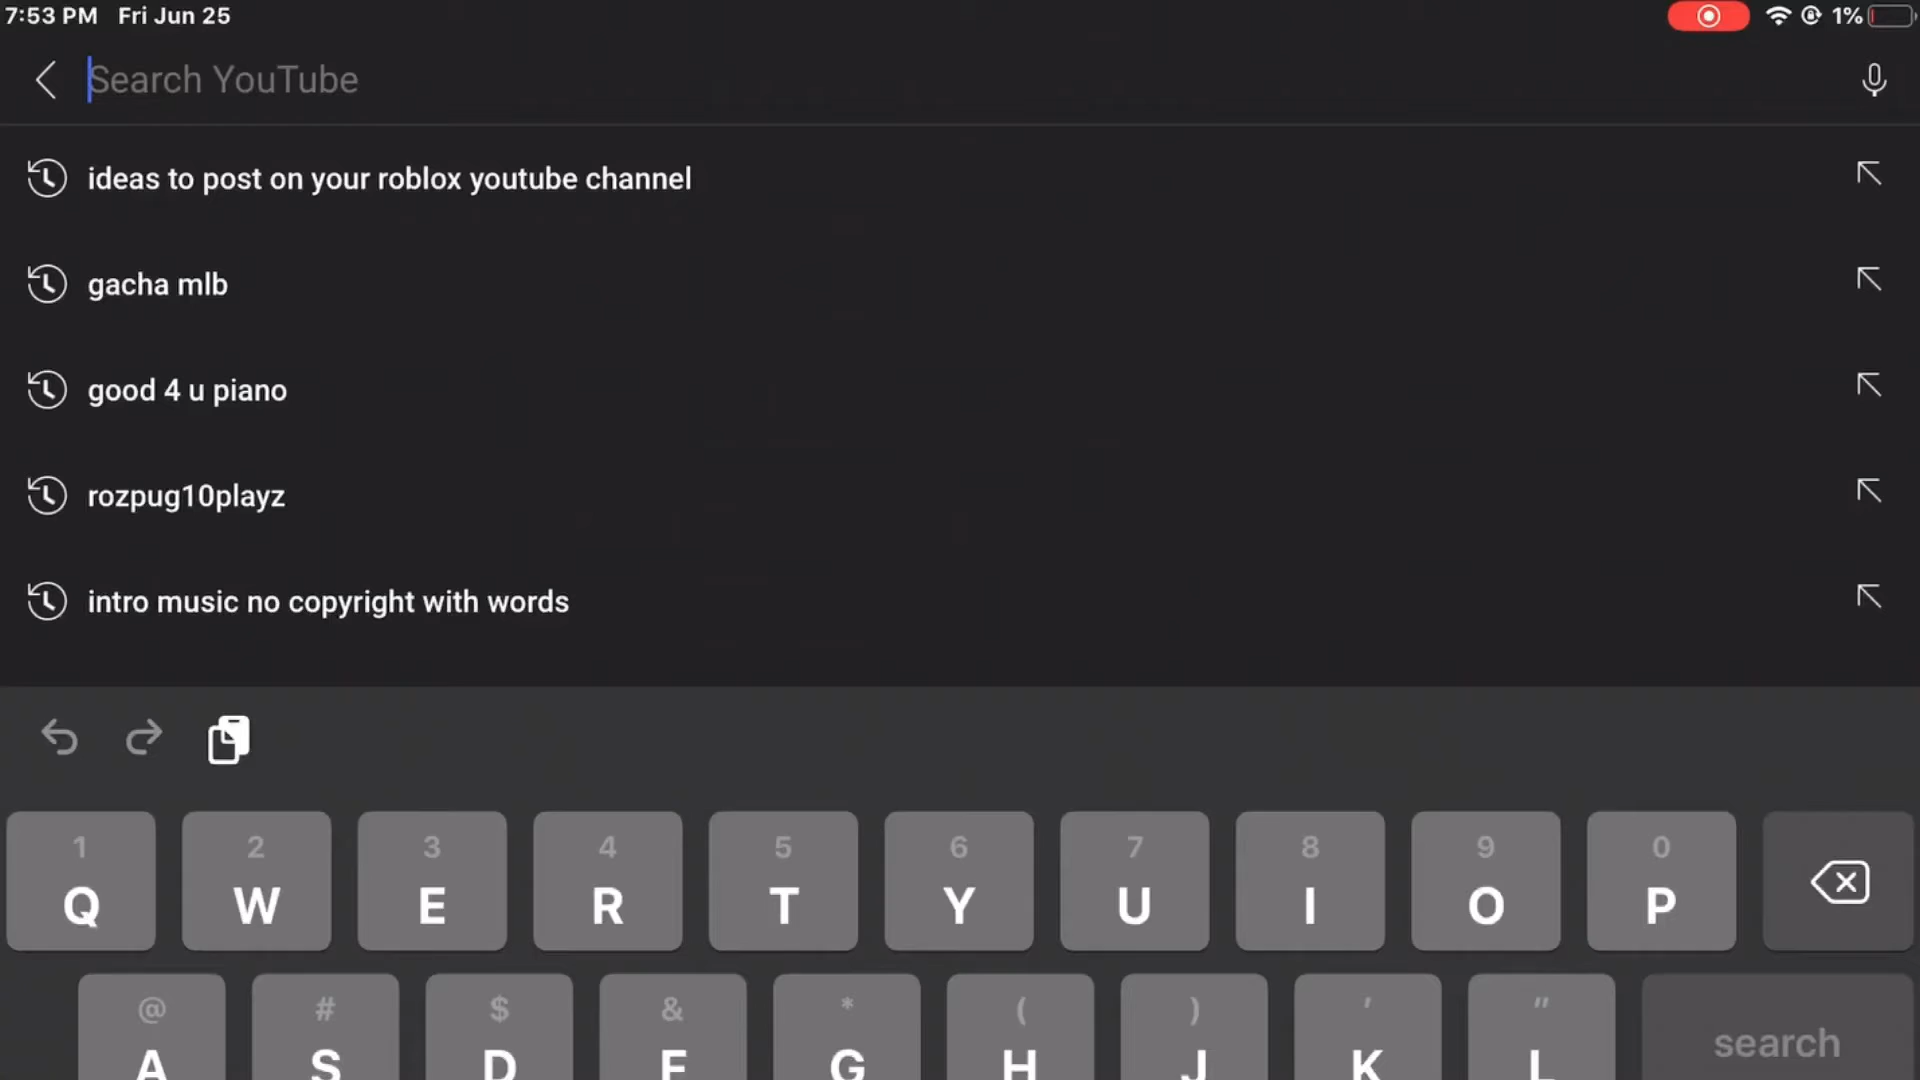 7:53 PM Fri Jun 25 1%
Search YouTube
ideas to post on your roblox youtube channel
gacha mlb
good 4 u piano
rozpug10playz
intro music no copyright with words
1 2 3 4 5 6 7 8 9 0
Q W E R T Y U I O P
@ # $ & * ( ) ' "
A S D F G H J K L search